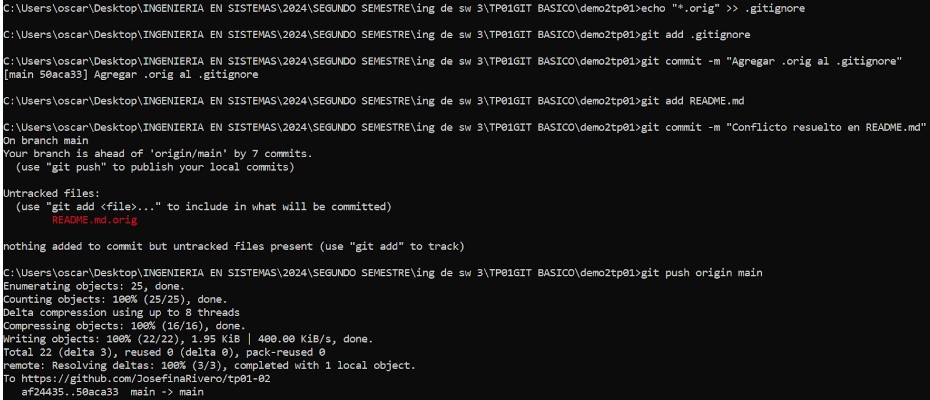 C:\Users\oscar\Desktop\INGENIERIA EN SISTEMAS\2024\SEGUNDO SEMESTRE\ing de sw 3\TP01GIT BASICO\demo2tp01>echo "*.orig" >> .gitignore
C:\Users\oscar\Desktop\INGENIERIA EN SISTEMAS\2024\SEGUNDO SEMESTRE\ing de sw 3\TP01GIT BASICO\demo2tp01>git add .gitignore
C:\Users\oscar\Desktop\INGENIERIA EN SISTEMAS\2024\SEGUNDO SEMESTRE\ing de sw 3\TP01GIT BASICO\demo2tp01>git commit -m "Agregar .orig al .gitignore"
[main 50aca33] Agregar .orig al .gitignore
C:\Users\oscar\Desktop\INGENIERIA EN SISTEMAS\2024\SEGUNDO SEMESTRE\ing de sw 3\TP01GIT BASICO\demo2tp01>git add README.md
C:\Users\oscar\Desktop\INGENIERIA EN SISTEMAS\2024\SEGUNDO SEMESTRE\ing de sw 3\TP01GIT BASICO\demo2tp01>git commit -m "Conflicto resuelto en README.md"
On branch main
Your branch is ahead of 'origin/main' by 7 commits.
(use "git push" to publish your local commits)
Untracked files:
(use "git add <file>..." to include in what will be committed)
README.md.orig
nothing added to commit but untracked files present (use "git add" to track)
C:\Users\oscar\Desktop\INGENIERIA EN SISTEMAS\2024\SEGUNDO SEMESTRE\ing de sw 3\TP01GIT BASICO\demo2tp01>git push origin main
Enumerating objects: 25, done.
Counting objects: 100% (25/25), done.
Delta compression using up to 8 threads
Compressing objects: 100% (16/16), done.
Writing objects: 100% (22/22), 1.95 KiB | 400.00 KiB/s, done.
Total 22 (delta 3), reused 0 (delta 0), pack-reused 0
remote: Resolving deltas: 100% (3/3), completed with 1 local object.
To https://github.com/JosefinaRivero/tp01-02
af24435..50aca33  main -> main